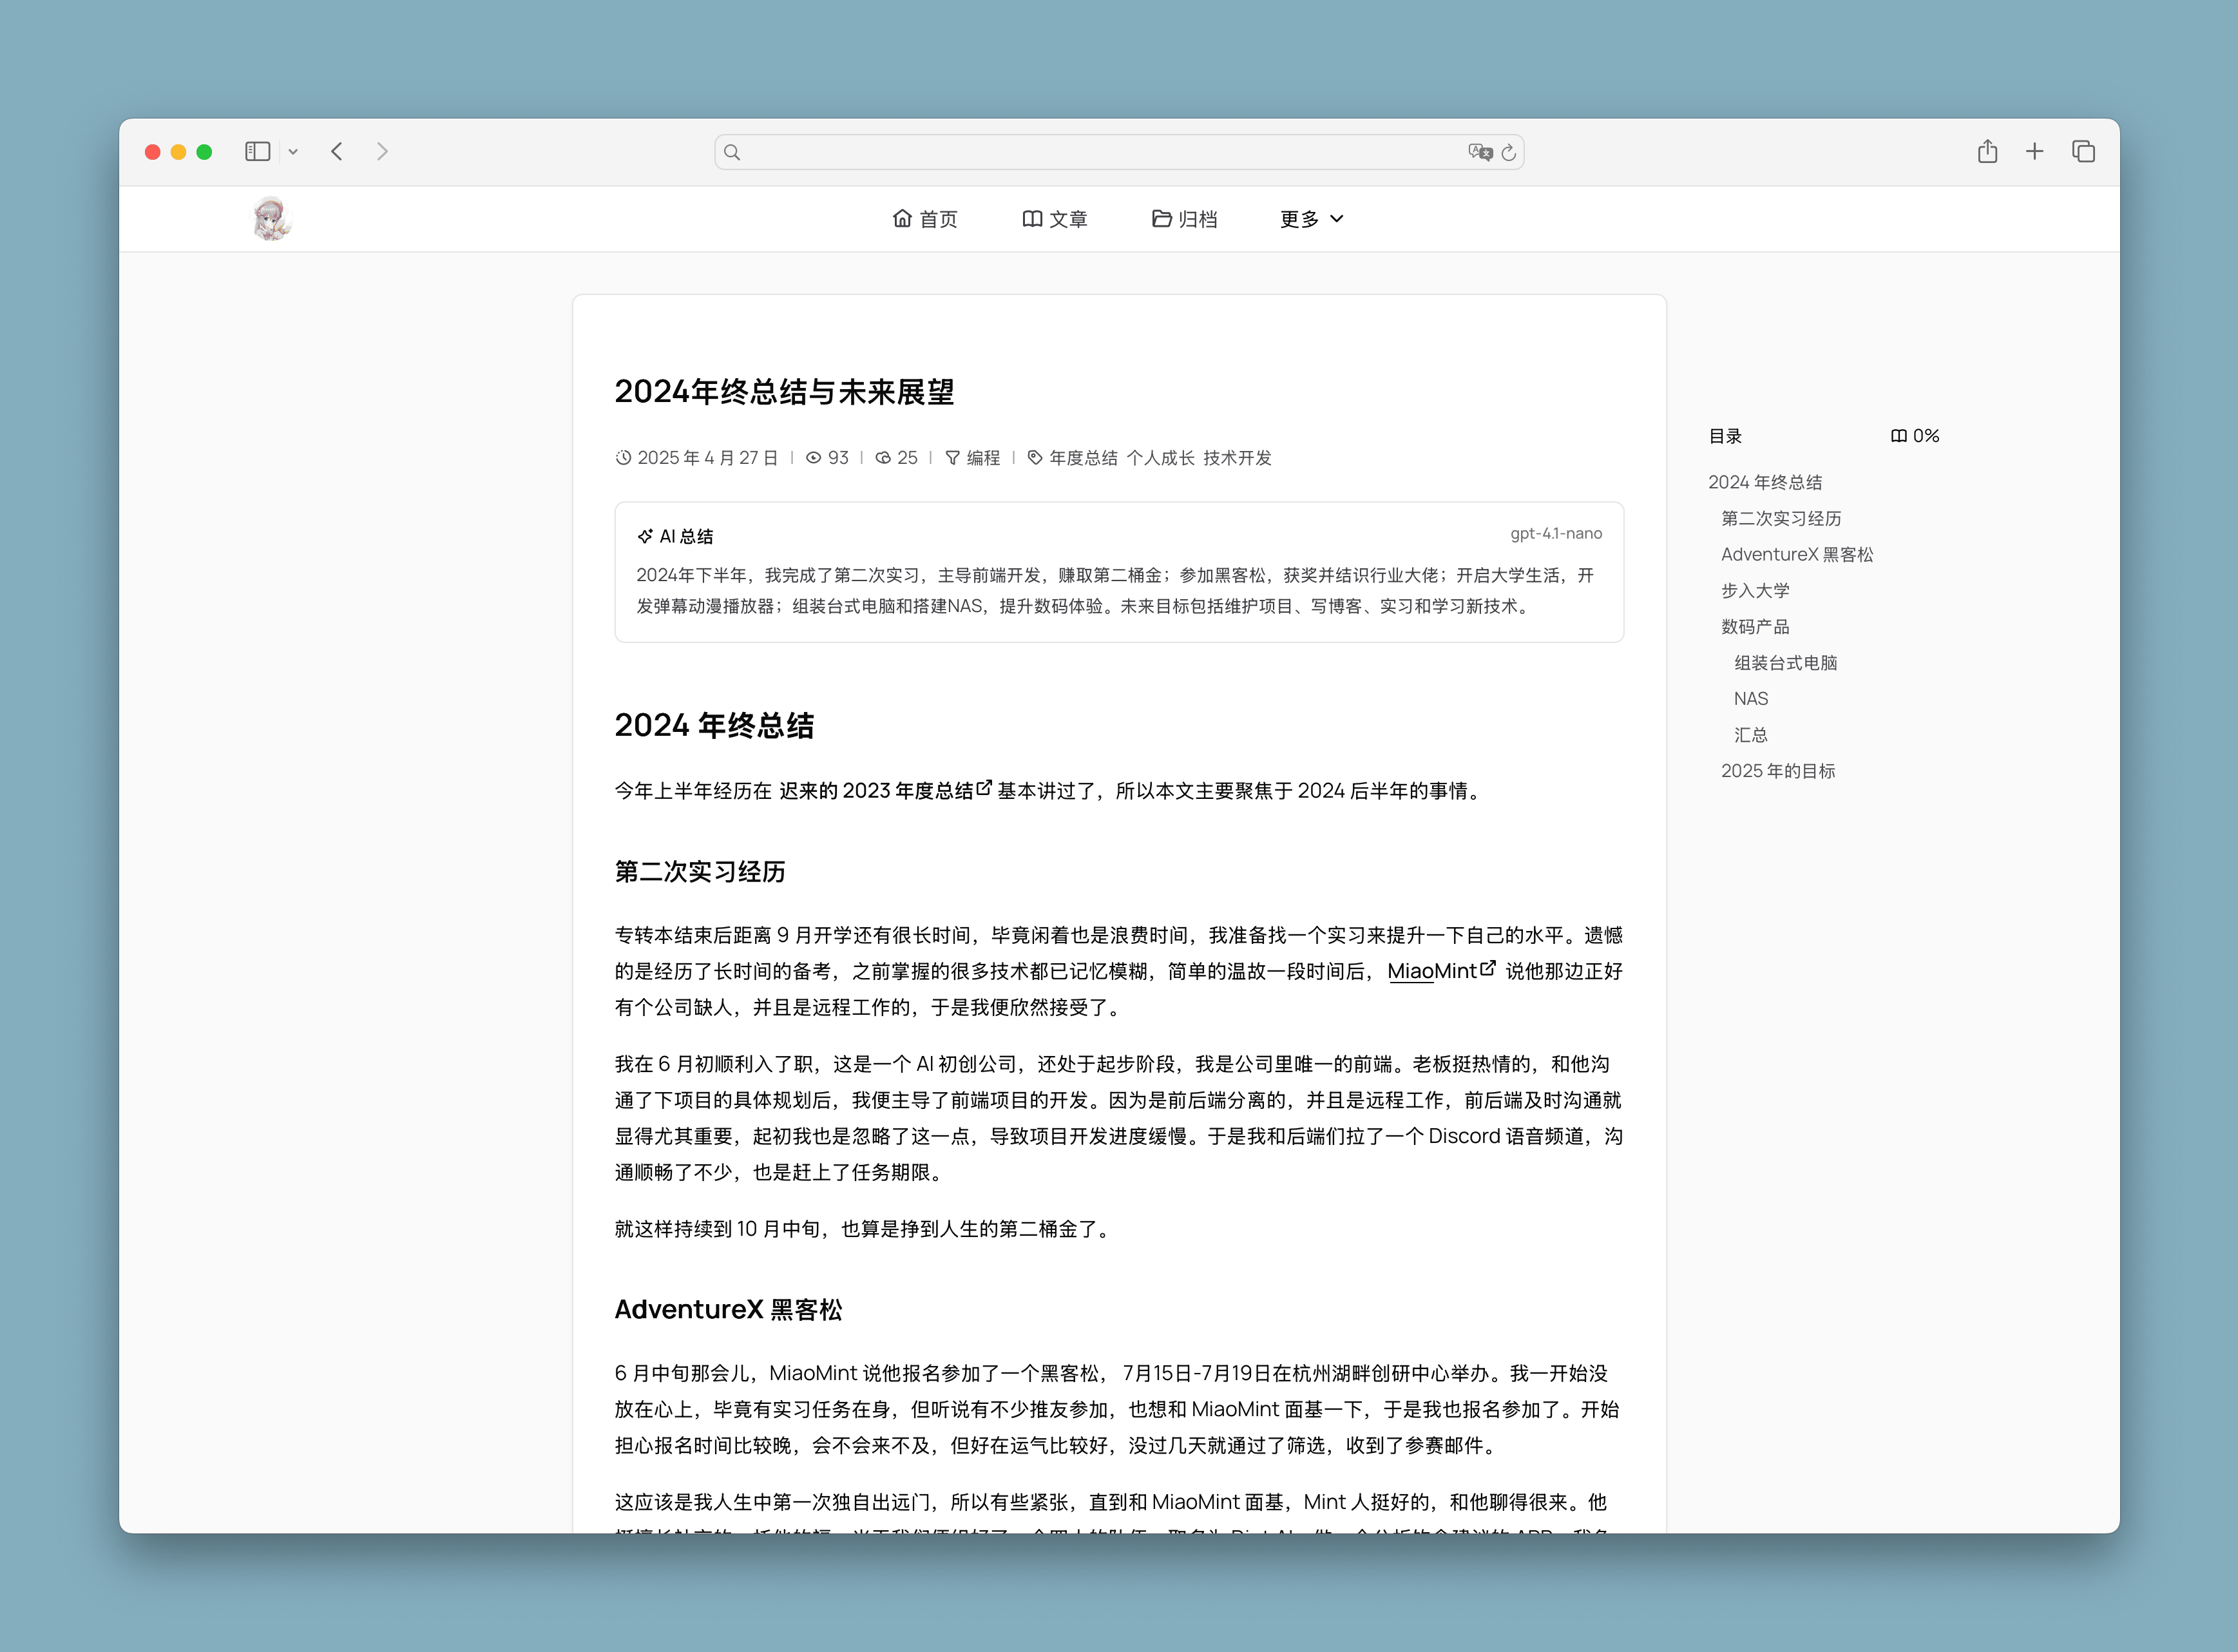 首页 文章 归档 更多
2024年终总结与未来展望
2025 年 4 月 27 日 | 93 | 25 | 编程 | 年度总结 个人成长 技术开发
AI 总结 gpt-4.1-nano
2024年下半年，我完成了第二次实习，主导前端开发，赚取第二桶金；参加黑客松，获奖并结识行业大佬；开启大学生活，开
发弹幕动漫播放器；组装台式电脑和搭建NAS，提升数码体验。未来目标包括维护项目、写博客、实习和学习新技术。
2024 年终总结
今年上半年经历在 迟来的 2023 年度总结 基本讲过了，所以本文主要聚焦于 2024 后半年的事情。
第二次实习经历
专转本结束后距离 9 月开学还有很长时间，毕竟闲着也是浪费时间，我准备找一个实习来提升一下自己的水平。遗憾
的是经历了长时间的备考，之前掌握的很多技术都已记忆模糊，简单的温故一段时间后， MiaoMint 说他那边正好
有个公司缺人，并且是远程工作的，于是我便欣然接受了。
我在 6 月初顺利入了职，这是一个 AI 初创公司，还处于起步阶段，我是公司里唯一的前端。老板挺热情的，和他沟
通了下项目的具体规划后，我便主导了前端项目的开发。因为是前后端分离的，并且是远程工作，前后端及时沟通就
显得尤其重要，起初我也是忽略了这一点，导致项目开发进度缓慢。于是我和后端们拉了一个 Discord 语音频道，沟
通顺畅了不少，也是赶上了任务期限。
就这样持续到 10 月中旬，也算是挣到人生的第二桶金了。
AdventureX 黑客松
6 月中旬那会儿，MiaoMint 说他报名参加了一个黑客松， 7月15日-7月19日在杭州湖畔创研中心举办。我一开始没
放在心上，毕竟有实习任务在身，但听说有不少推友参加，也想和 MiaoMint 面基一下，于是我也报名参加了。开始
担心报名时间比较晚，会不会来不及，但好在运气比较好，没过几天就通过了筛选，收到了参赛邮件。
这应该是我人生中第一次独自出远门，所以有些紧张，直到和 MiaoMint 面基，Mint 人挺好的，和他聊得很来。他
目录 0%
2024 年终总结
第二次实习经历
AdventureX 黑客松
步入大学
数码产品
组装台式电脑
NAS
汇总
2025 年的目标